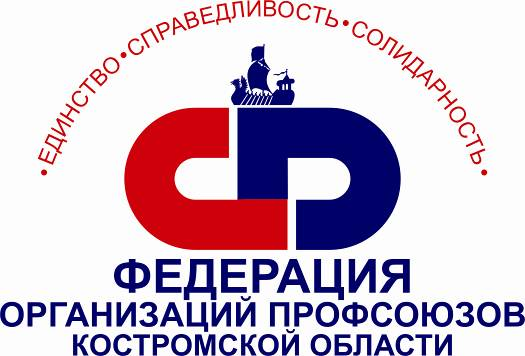 •ЕДИНСТВО•СПРАВЕДЛИВОСТЬ•СОЛИДАРНОСТЬ•
ФЕДЕРАЦИЯ
ОРГАНИЗАЦИЙ ПРОФСОЮЗОВ
КОСТРОМСКОЙ ОБЛАСТИ